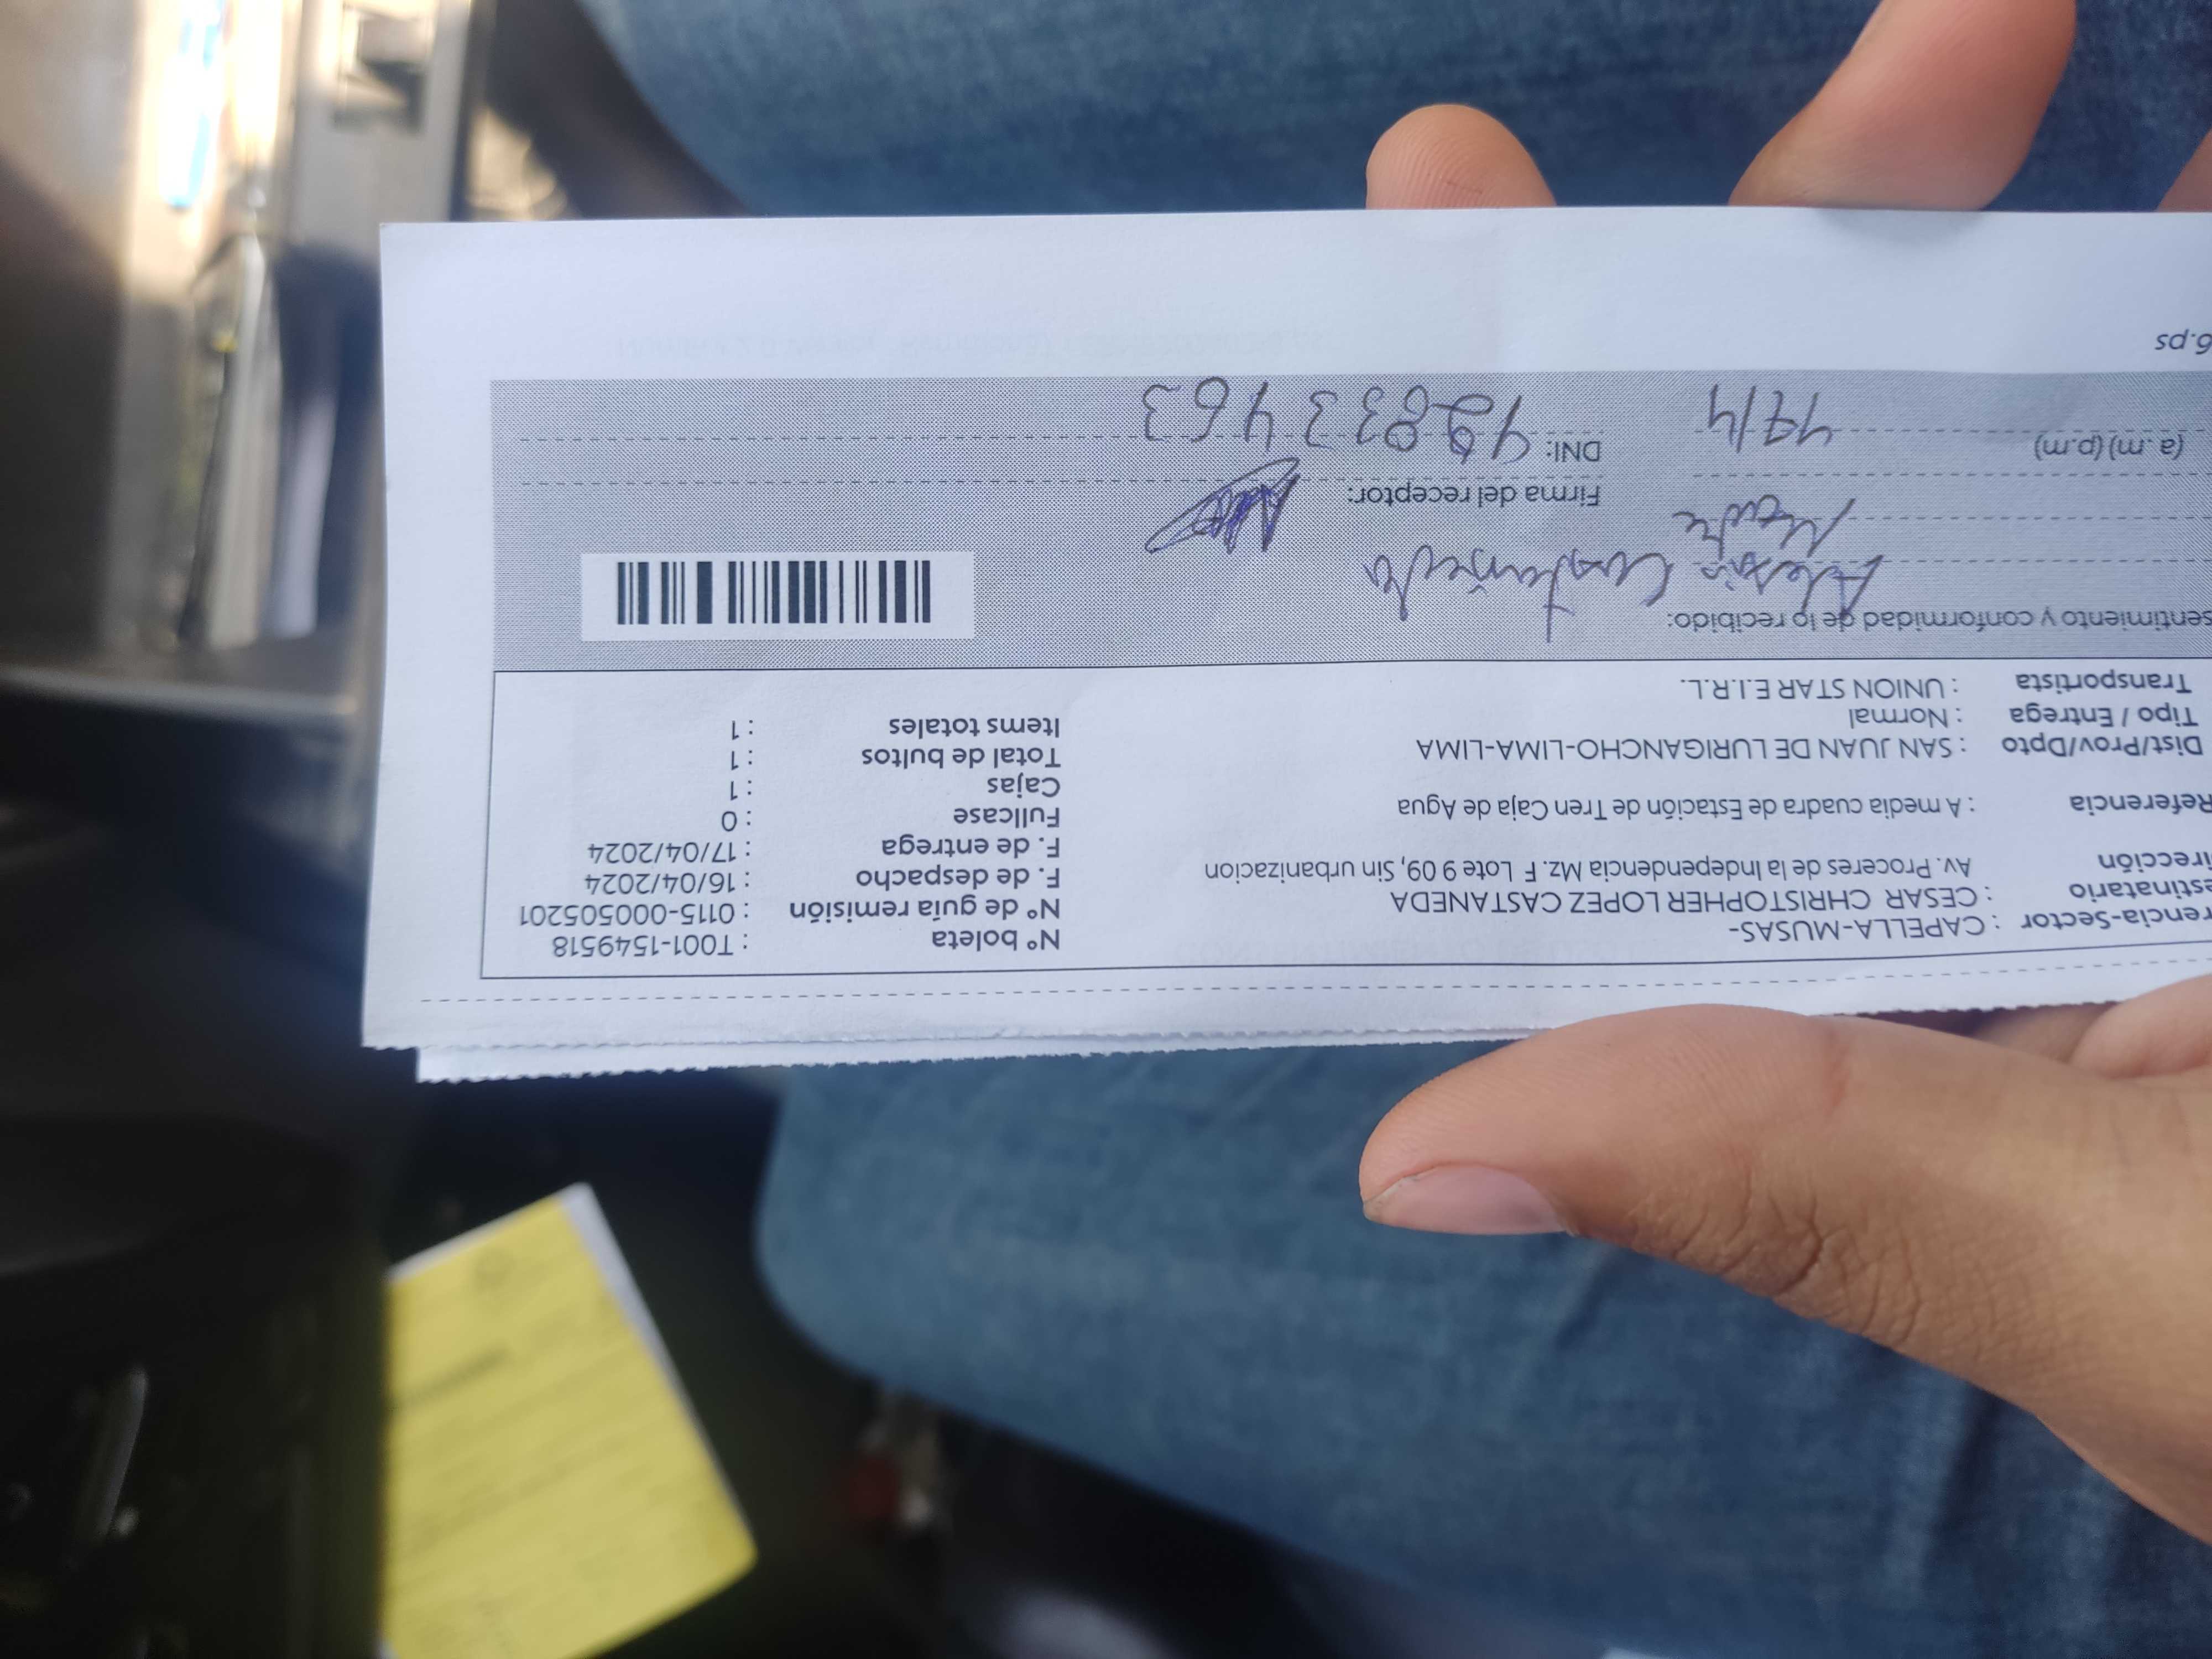 rencia-Sector : CAPELLA-MUSAS-
estinatario : CESAR CHRISTOPHER LOPEZ CASTANEDA
irección Av. Proceres de la Independencia Mz. F Lote 9 09, Sin urbanizacion
Referencia : A media cuadra de Estación de Tren Caja de Agua
Dist/Prov/Dpto : SAN JUAN DE LURIGANCHO-LIMA-LIMA
Tipo / Entrega : Normal
Transportista : UNION STAR E.I.R.L.
N° boleta : T001-1549518
N° de guía remisión : 0115-000505201
F. de despacho : 16/04/2024
F. de entrega : 17/04/2024
Fullcase : 0
Cajas : 1
Total de bultos : 1
Items totales : 1
sentimiento y conformidad de lo recibido:
Castañeda
Madre
Firma del receptor:
(a .m) (p.m) 17/4
DNI:
6.ps